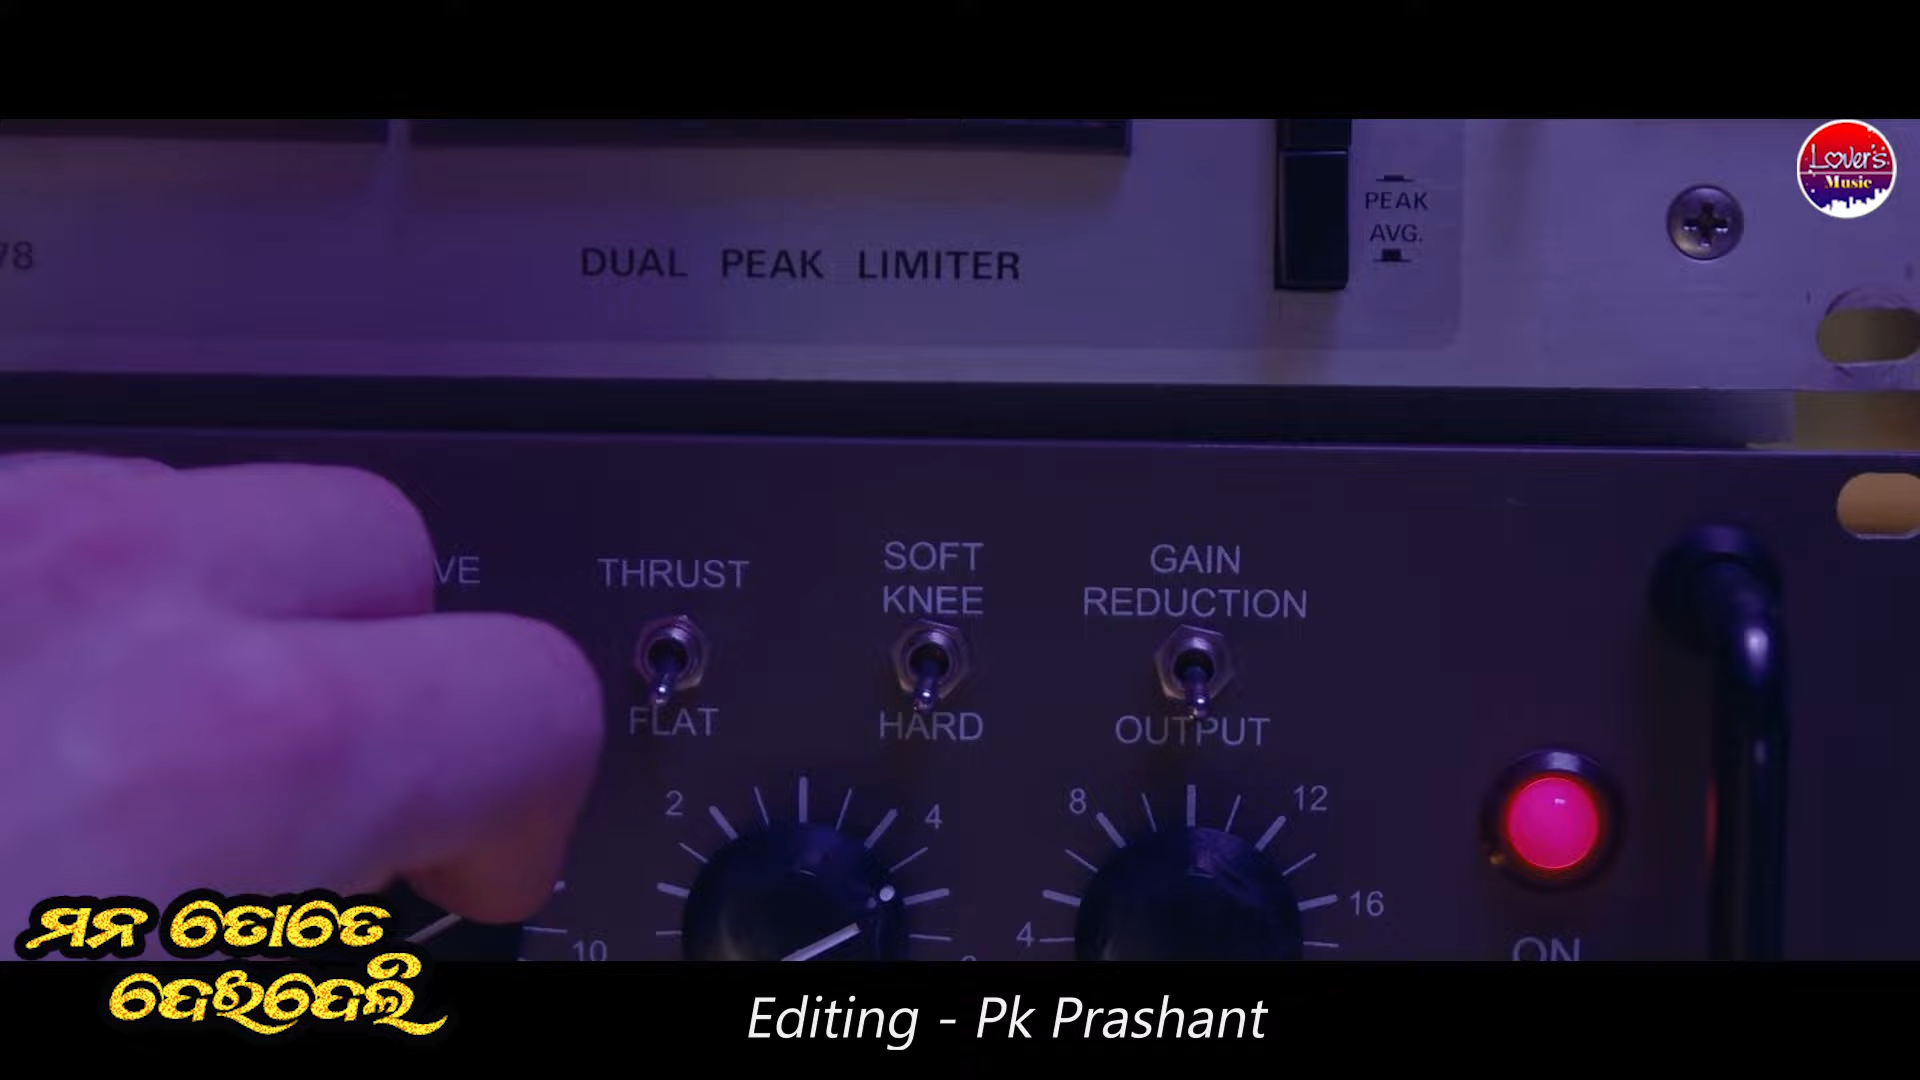 Lover's
Music
PEAK
AVG.
78
DUAL PEAK LIMITER
VE
THRUST
SOFT
KNEE
GAIN
REDUCTION
FLAT
HARD
OUTPUT
2
4
8
12
16
4
10
ON
ମନ ତୋତେ
ଦେଇଦେଲି
Editing - Pk Prashant